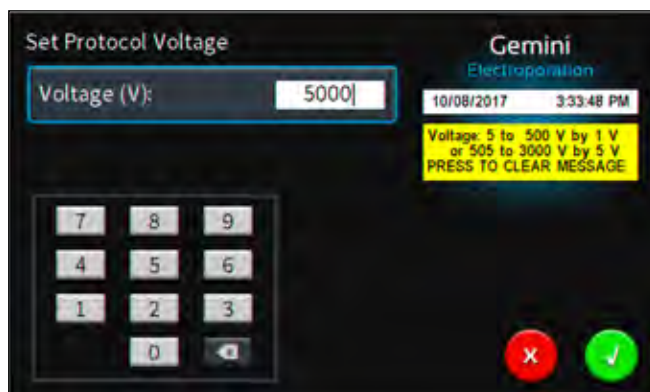 Set Protocol Voltage
Voltage (V): 5000
Gemini
Electroporation
10/08/2017 3:33:48 PM
Voltage: 5 to 500 V by 1 V
or 505 to 3000 V by 5 V
PRESS TO CLEAR MESSAGE
7 8 9
4 5 6
1 2 3
0